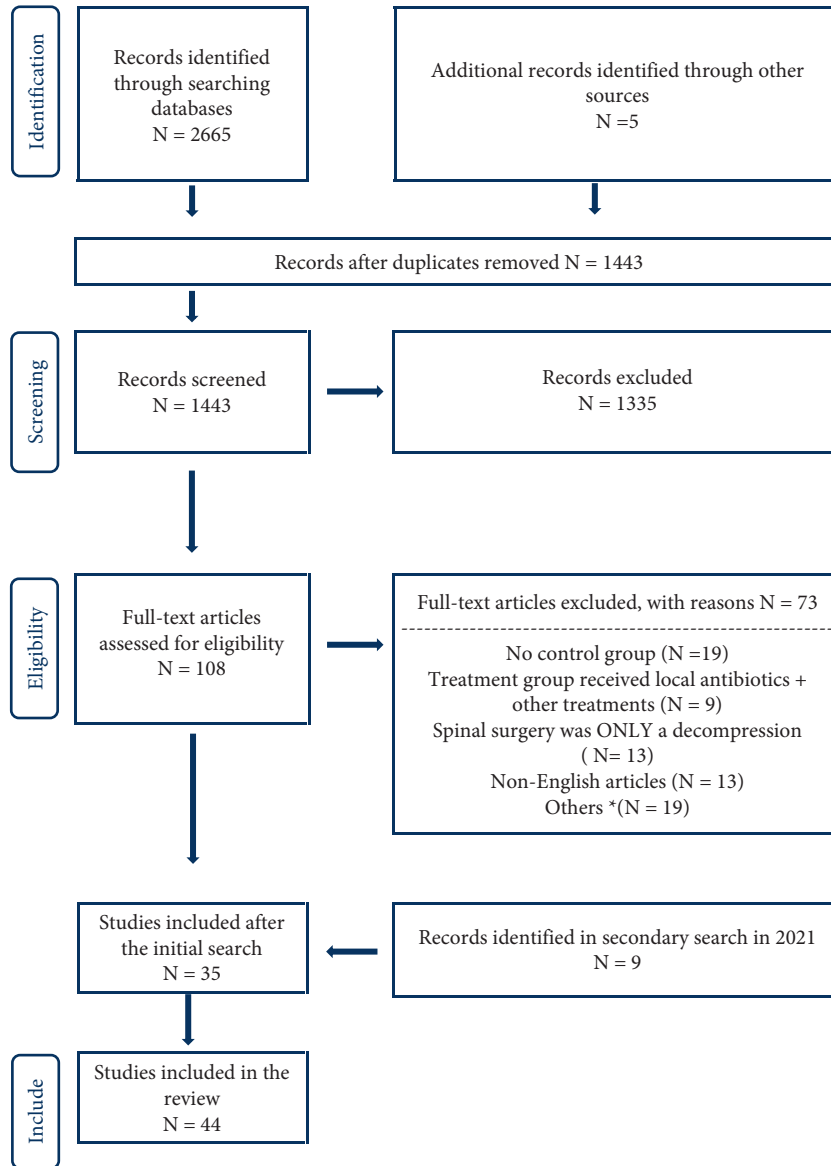 Identification
Records identified
through searching
databases
N = 2665
Additional records identified through other
sources
N =5
Records after duplicates removed N = 1443
Screening
Records screened
N = 1443
Records excluded
N = 1335
Eligibility
Full-text articles
assessed for eligibility
N = 108
Full-text articles excluded, with reasons N = 73
No control group (N =19)
Treatment group received local antibiotics +
other treatments (N = 9)
Spinal surgery was ONLY a decompression
( N= 13)
Non-English articles (N = 13)
Others *(N = 19)
Studies included after
the initial search
N = 35
Records identified in secondary search in 2021
N = 9
Include
Studies included in the
review
N = 44